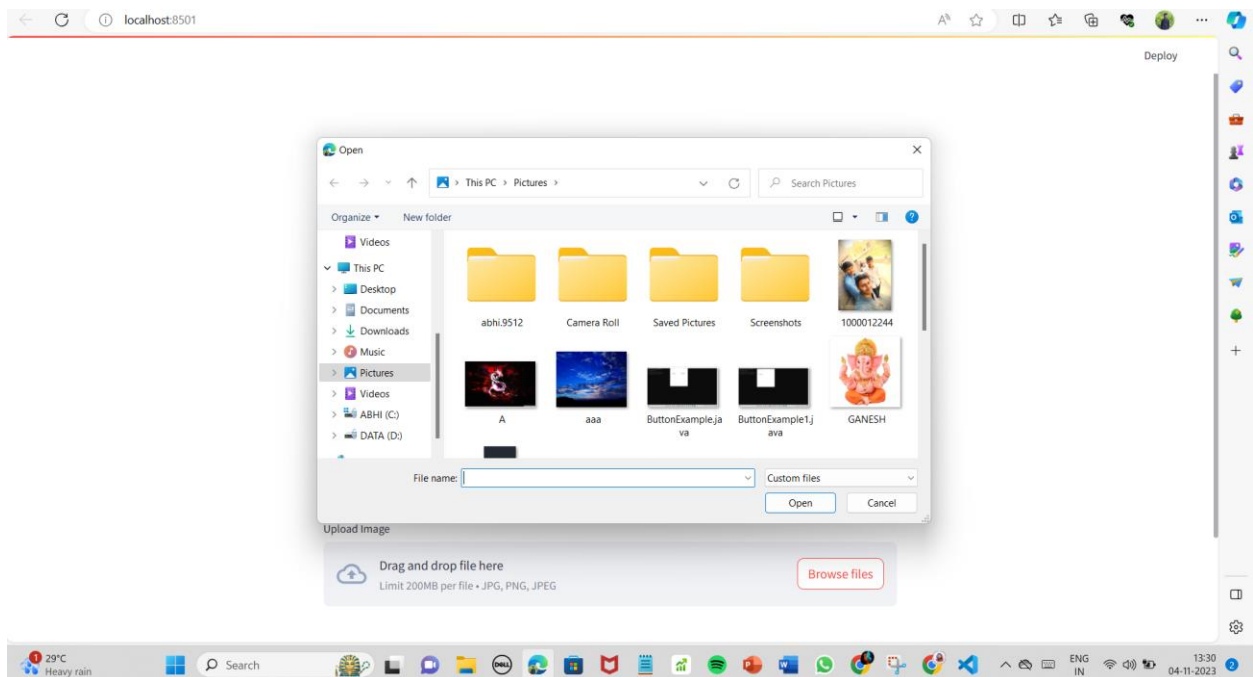 localhost:8501
Deploy
Open
This PC > Pictures >
Search Pictures
Organize
New folder
Videos
This PC
Desktop
Documents
Downloads
Music
Pictures
Videos
ABHI (C:)
DATA (D:)
abhi.9512
Camera Roll
Saved Pictures
Screenshots
1000012244
A
aaa
ButtonExample.ja
va
ButtonExample1.j
ava
GANESH
File name:
Custom files
Open
Cancel
Upload Image
Drag and drop file here
Limit 200MB per file • JPG, PNG, JPEG
Browse files
1
29°C
Heavy rain
Search
DELL
ENG
IN
13:30
04-11-2023
2